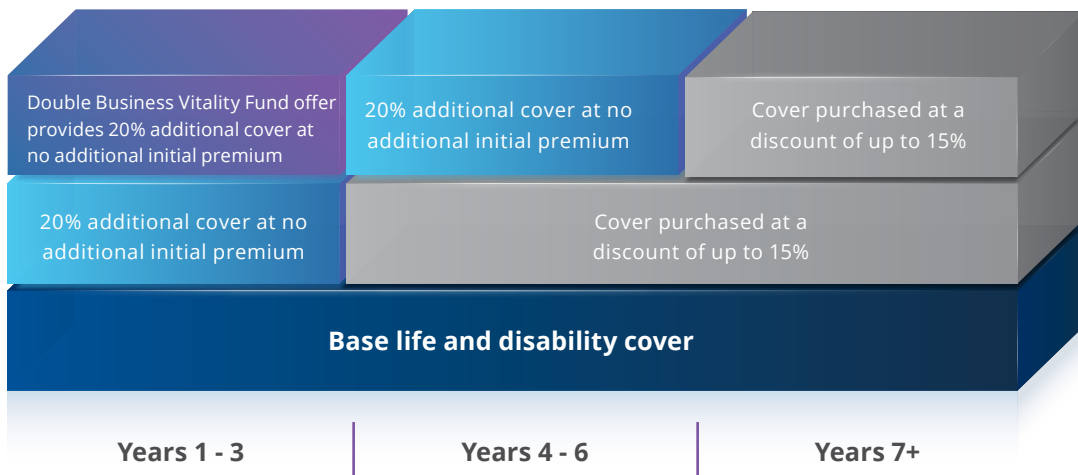 Double Business Vitality Fund offer
provides 20% additional cover at
no additional initial premium
20% additional cover at no
additional initial premium
Cover purchased at a
discount of up to 15%
20% additional cover at no
additional initial premium
Cover purchased at a
discount of up to 15%
Base life and disability cover
Years 1 - 3
Years 4 - 6
Years 7+